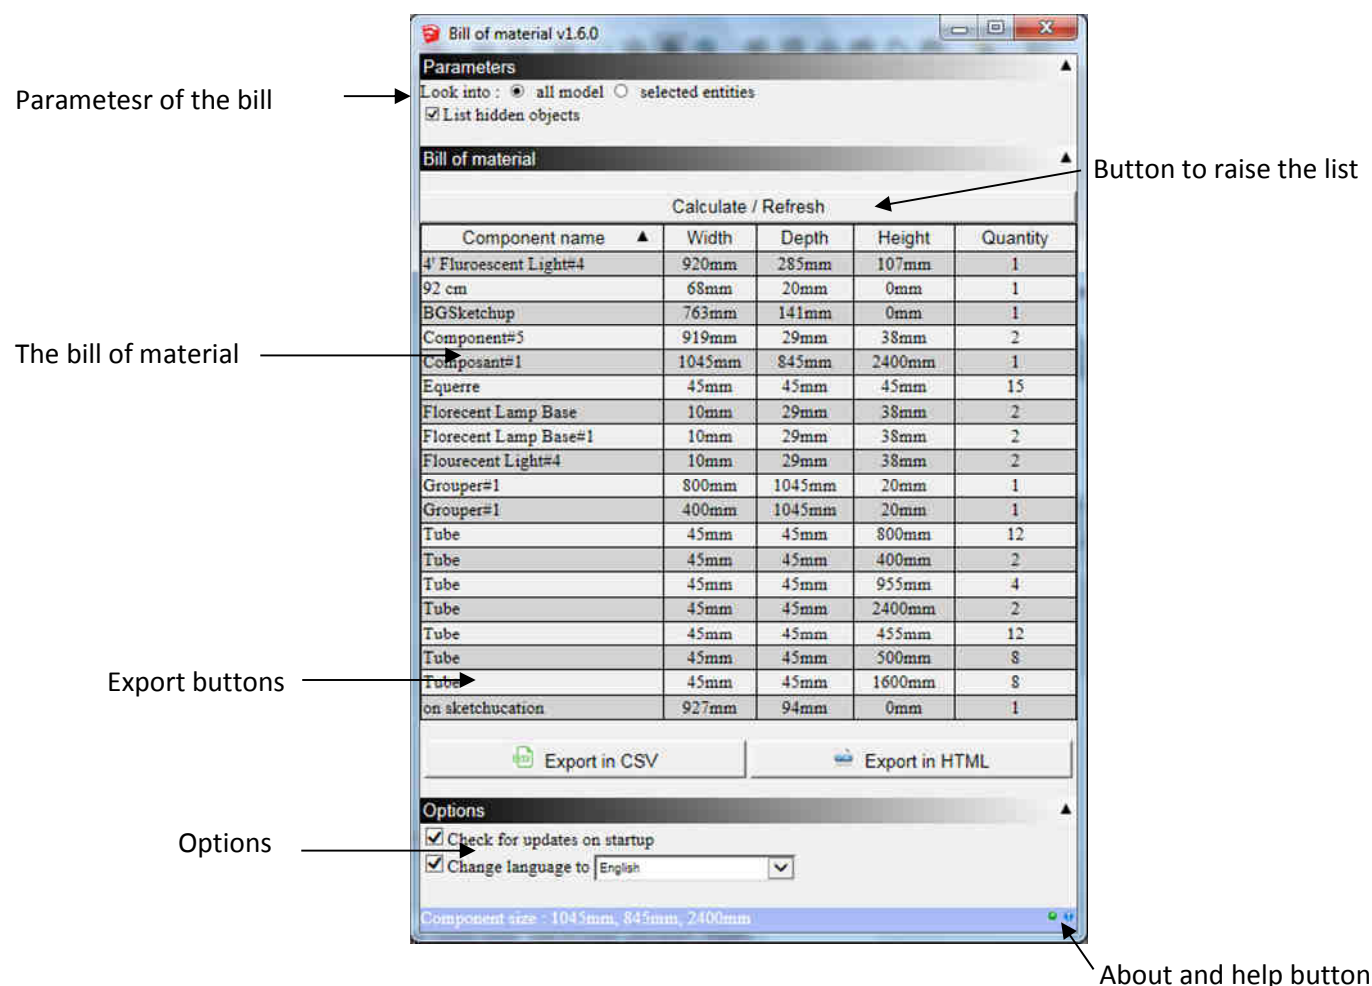 Bill of material v1.6.0
Parameters
Parametesr of the bill
Look into : all model selected entities
List hidden objects
Bill of material
Button to raise the list
Calculate / Refresh
Component name ▲ Width Depth Height Quantity
4' Fluroescent Light#4 920mm 285mm 107mm 1
92 cm 68mm 20mm 0mm 1
BGSketchup 763mm 141mm 0mm 1
Component#5 919mm 29mm 38mm 2
The bill of material
Composant#1 1045mm 845mm 2400mm 1
Equerre 45mm 45mm 45mm 15
Florecent Lamp Base 10mm 29mm 38mm 2
Florecent Lamp Base#1 10mm 29mm 38mm 2
Flourecent Light#4 10mm 29mm 38mm 2
Grouper#1 800mm 1045mm 20mm 1
Grouper#1 400mm 1045mm 20mm 1
Tube 45mm 45mm 800mm 12
Tube 45mm 45mm 400mm 2
Tube 45mm 45mm 955mm 4
Tube 45mm 45mm 2400mm 2
Tube 45mm 45mm 455mm 12
Tube 45mm 45mm 500mm 8
Export buttons
Tube 45mm 45mm 1600mm 8
on sketchucation 927mm 94mm 0mm 1
Export in CSV Export in HTML
Options
Options
Check for updates on startup
Change language to English
Component size : 1045mm, 845mm, 2400mm
About and help button